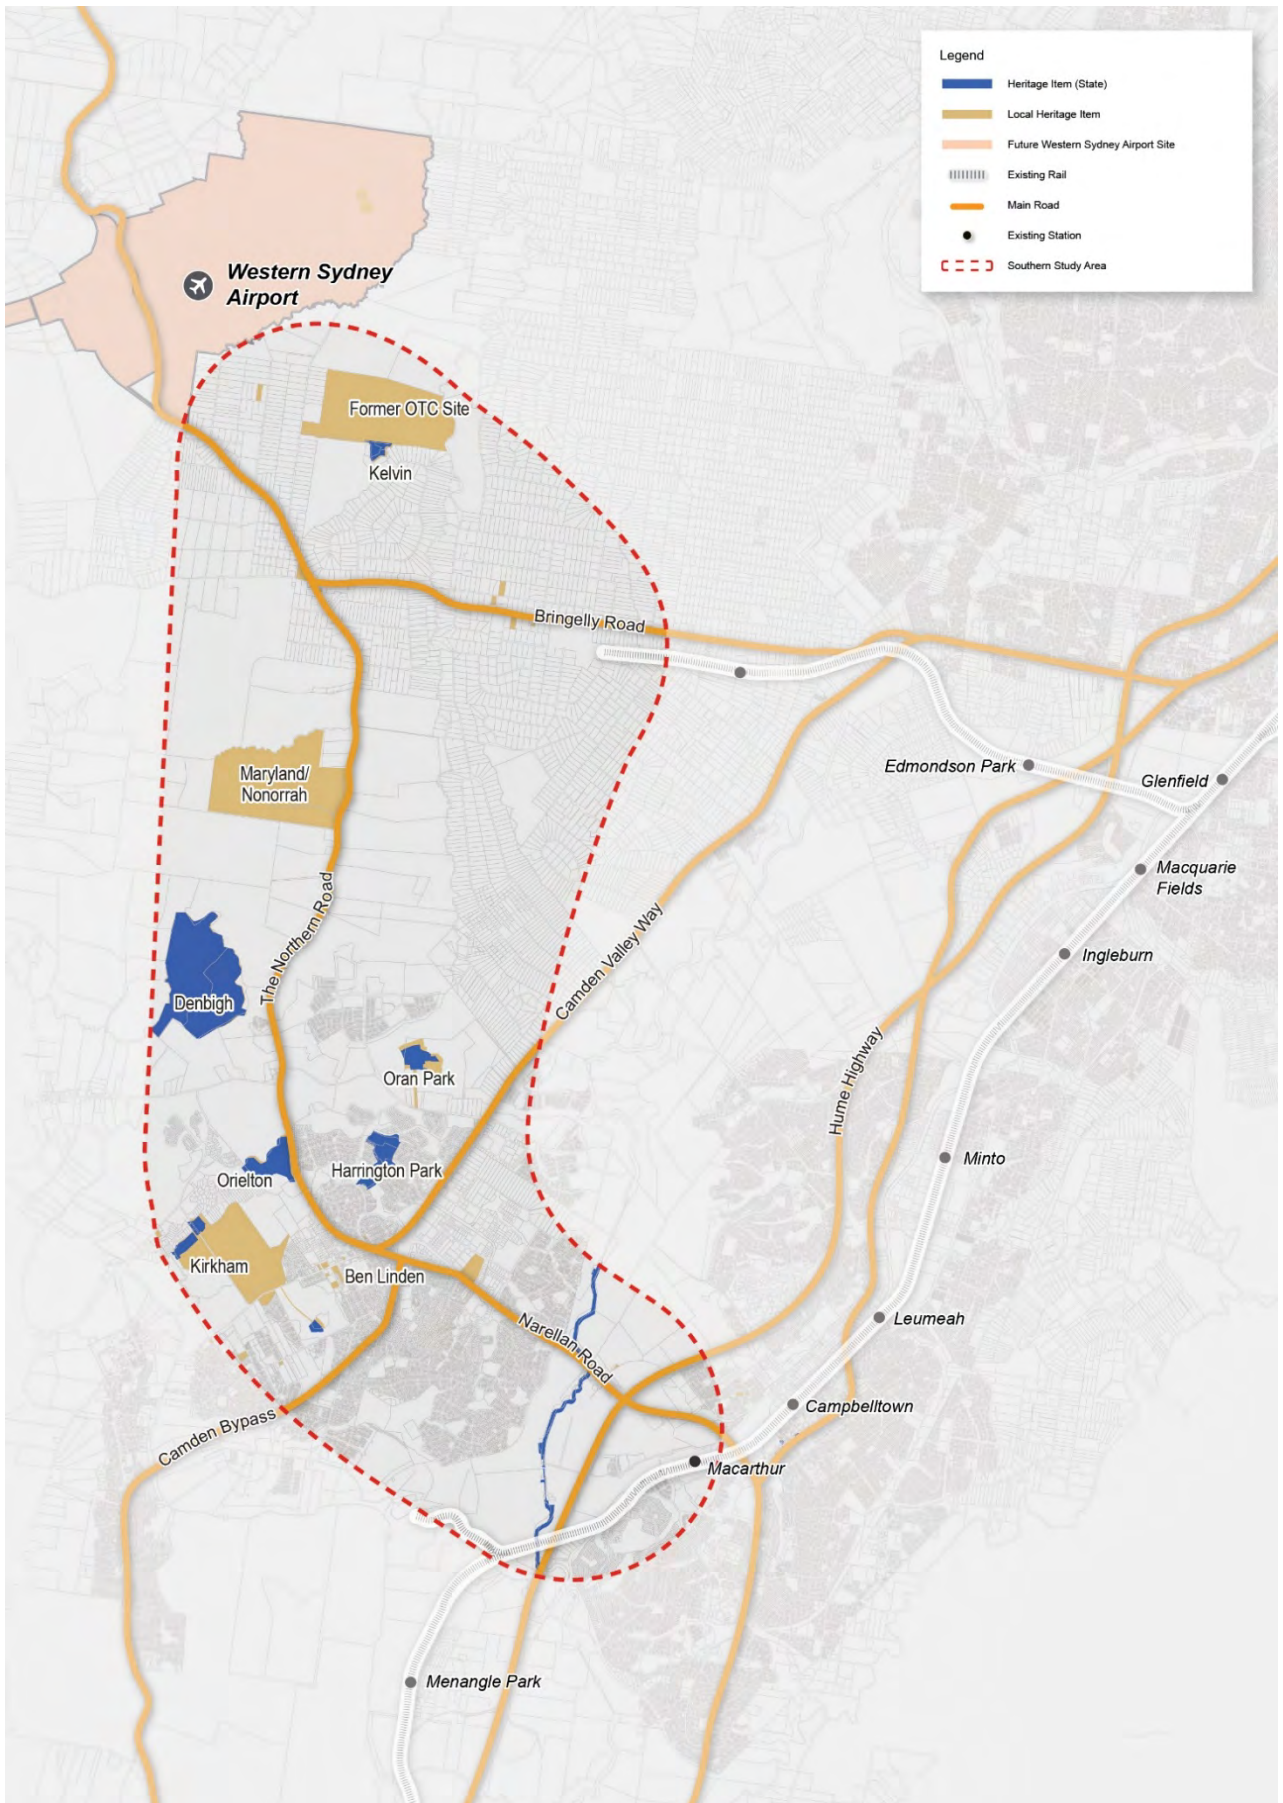 Legend
Heritage Item (State)
Local Heritage Item
Future Western Sydney Airport Site
Existing Rail
Main Road
Existing Station
Southern Study Area
Western Sydney
Airport
Former OTC Site
Kelvin
Bringelly Road
Edmondson Park
Glenfield
Maryland/
Nonorrah
Macquarie
Fields
The Northern Road
Camden Valley Way
Ingleburn
Denbigh
Oran Park
Hume Highway
Minto
Harrington Park
Orielton
Kirkham
Ben Linden
Narellan Road
Leumeah
Campbelltown
Camden Bypass
Macarthur
Menangle Park